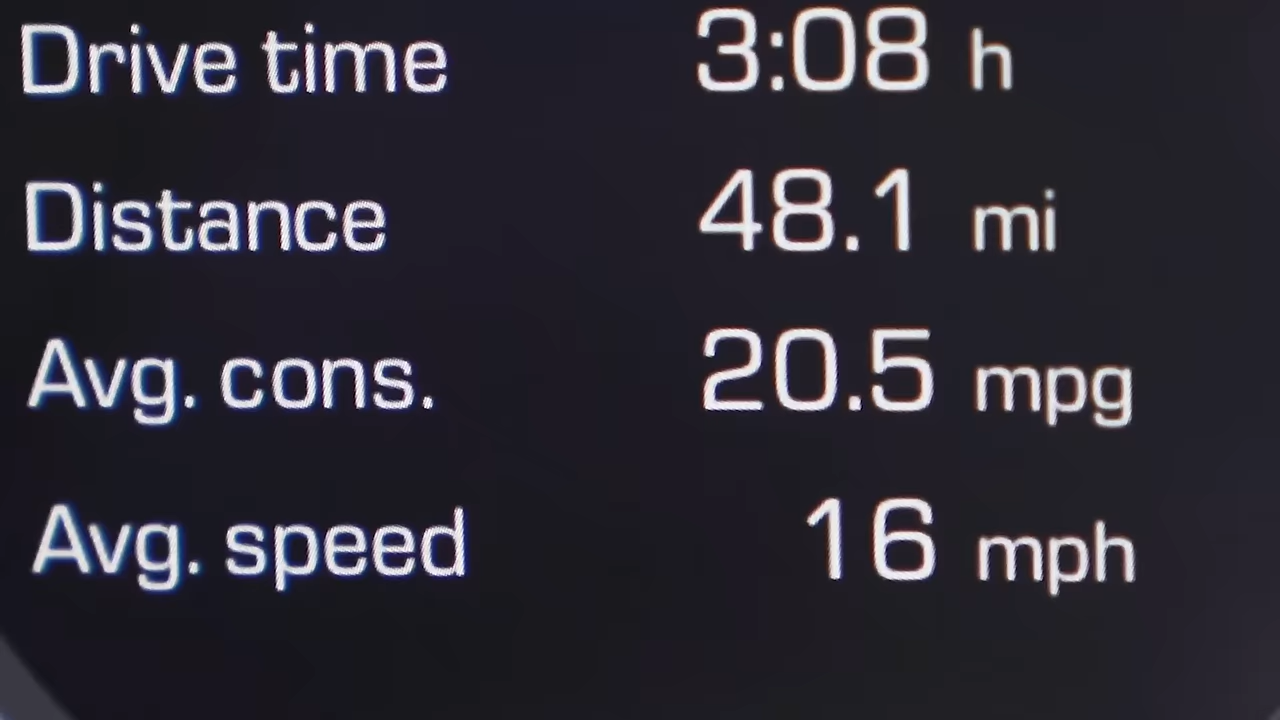 Drive time 3:08 h
Distance 48.1 mi
Avg. cons. 20.5 mpg
Avg. speed 16 mph